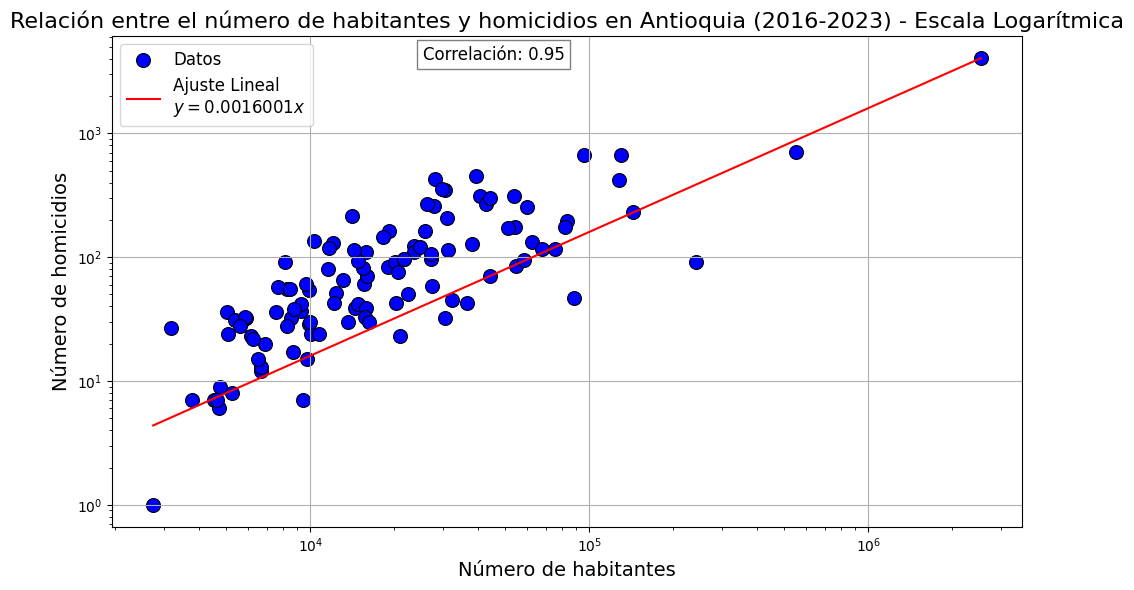 Relación entre el número de habitantes y homicidios en Antioquia (2016-2023) - Escala Logarítmica
Datos
Ajuste Lineal
y = 0.0016001x
Correlación: 0.95
Número de homicidios
10³
10²
10¹
10⁰
10⁴
10⁵
10⁶
Número de habitantes